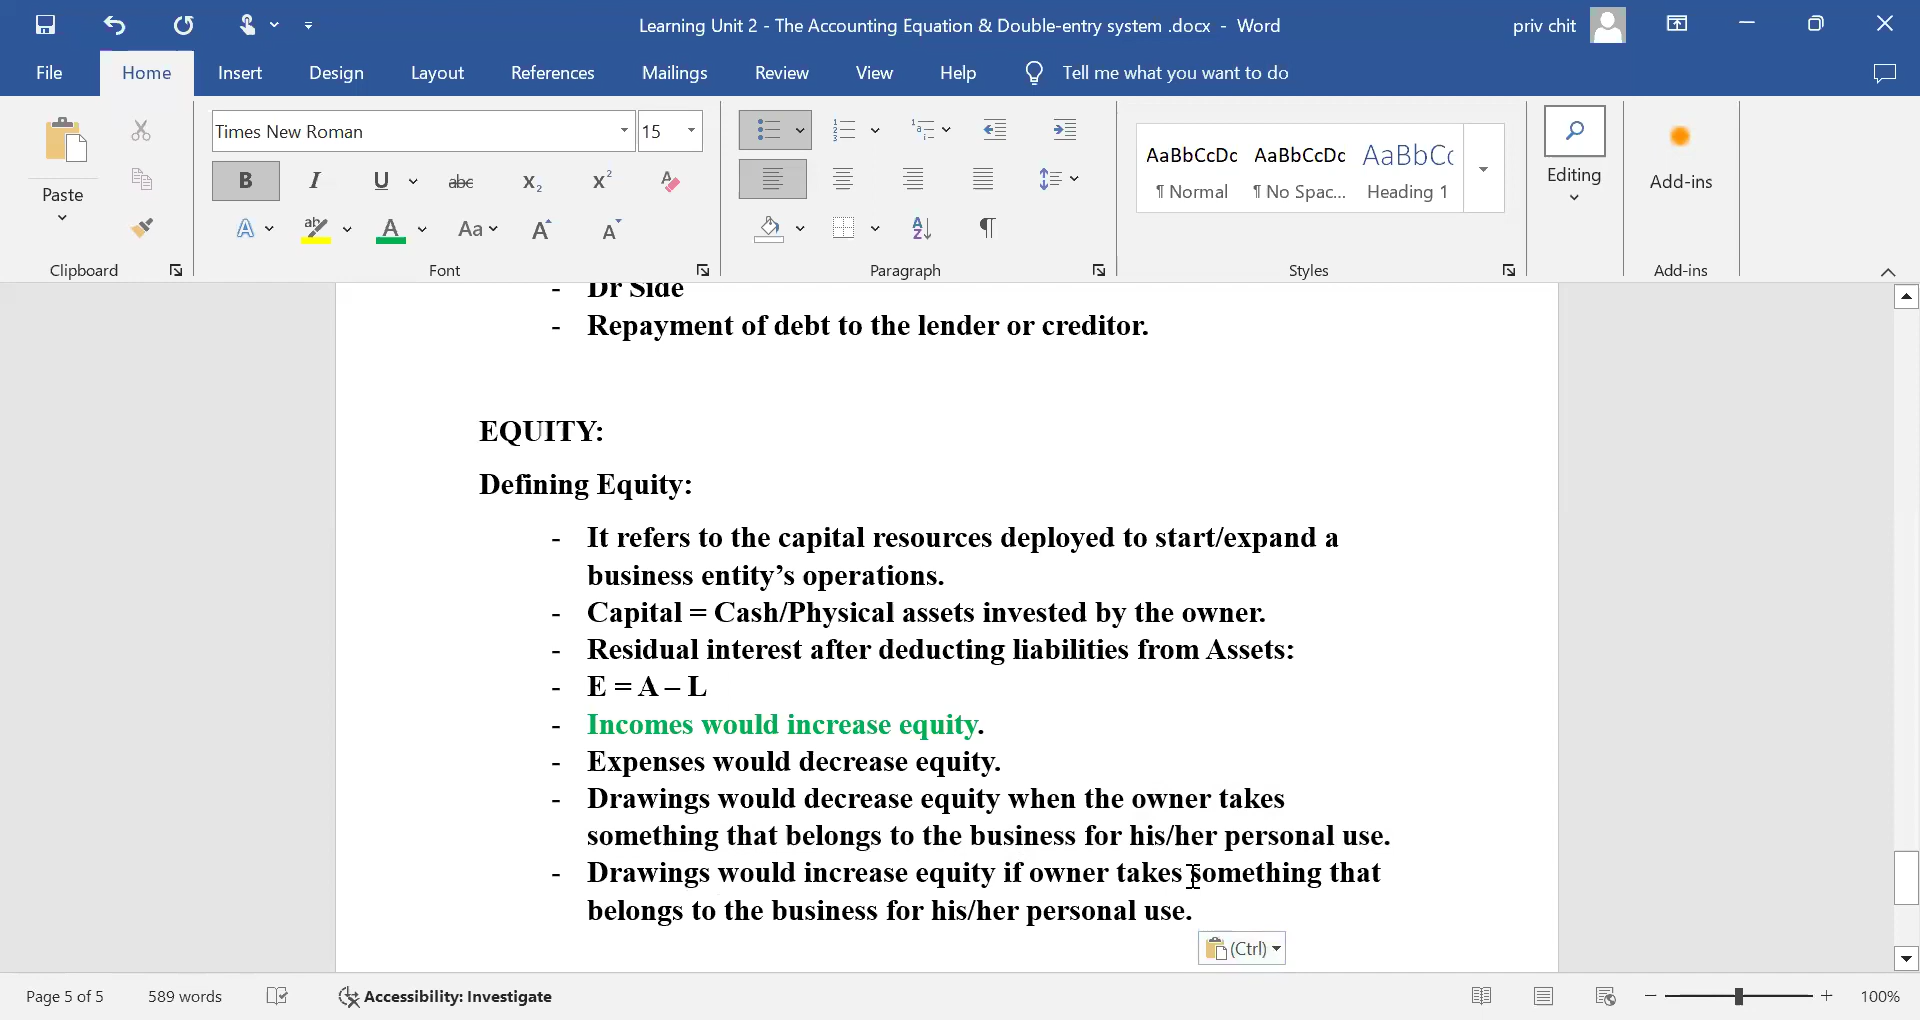 Learning Unit 2 - The Accounting Equation & Double-entry system .docx - Word
priv chit
File Home Insert Design Layout References Mailings Review View Help Tell me what you want to do
Times New Roman 15
AaBbCcDc AaBbCcDc AaBbCc
Paste
B I U abc X₂ X²
¶ Normal ¶ No Spac... Heading 1
Editing
Add-ins
A ab A Aa A A
Clipboard Font Paragraph Styles Add-ins
- Dr Side
- Repayment of debt to the lender or creditor.
EQUITY:
Defining Equity:
- It refers to the capital resources deployed to start/expand a
business entity’s operations.
- Capital = Cash/Physical assets invested by the owner.
- Residual interest after deducting liabilities from Assets:
- E = A – L
- Incomes would increase equity.
- Expenses would decrease equity.
- Drawings would decrease equity when the owner takes
something that belongs to the business for his/her personal use.
- Drawings would increase equity if owner takes something that
belongs to the business for his/her personal use.
(Ctrl)
Page 5 of 5 589 words Accessibility: Investigate 100%